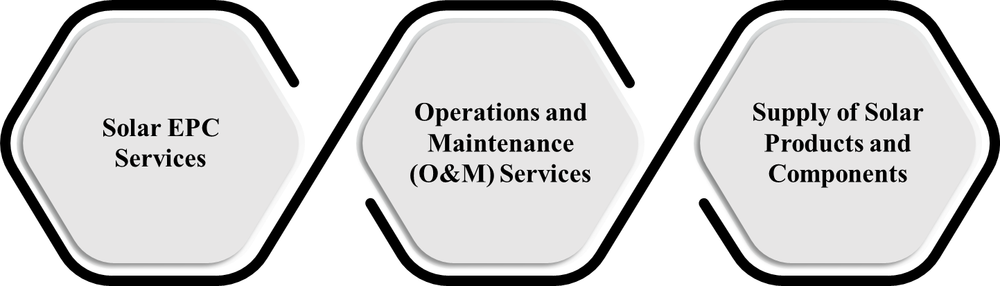 Solar EPC
Services
Operations and
Maintenance
(O&M) Services
Supply of Solar
Products and
Components